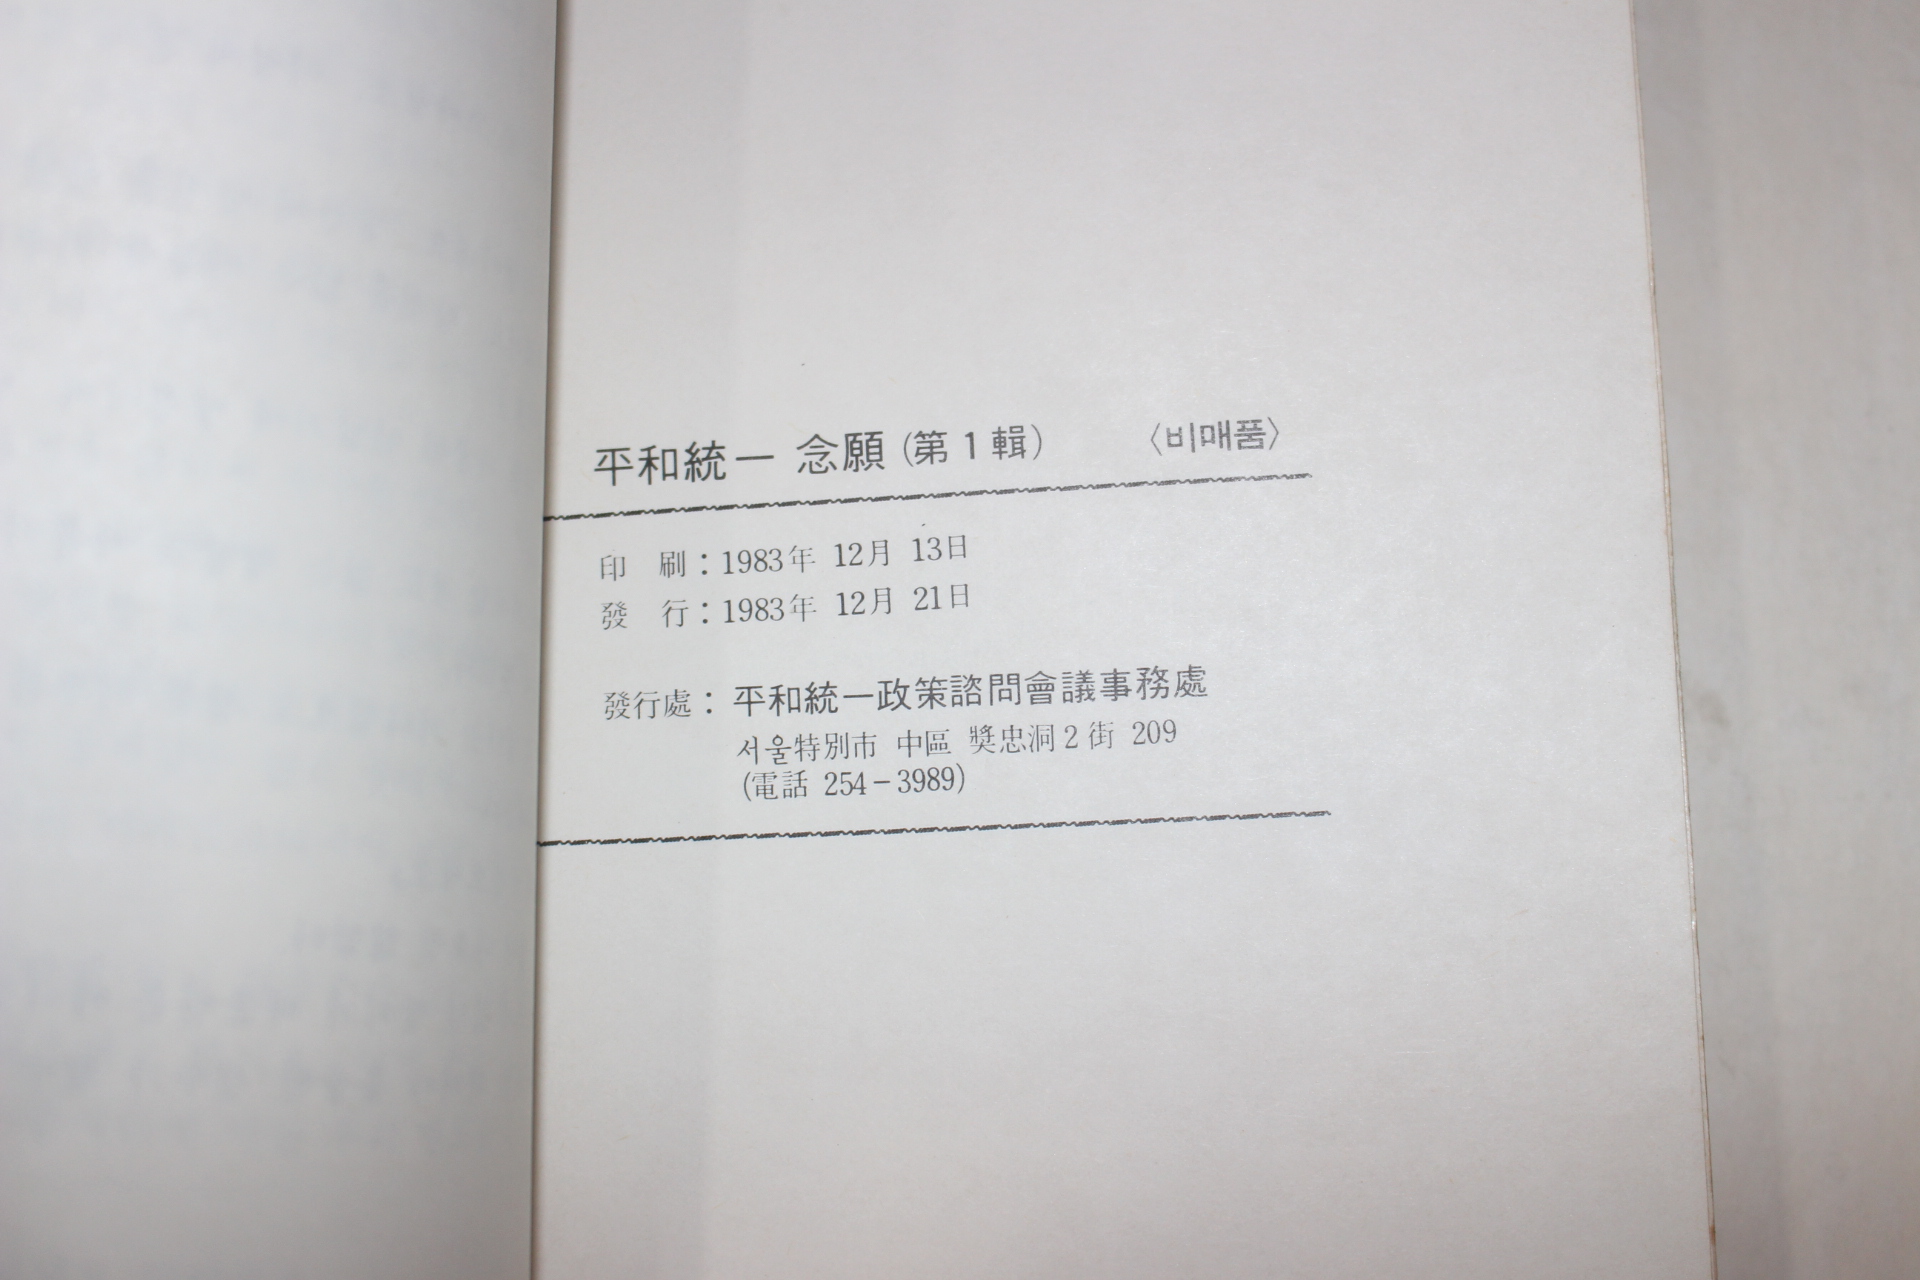 平和統一 念願 (第1輯) 〈비매품〉
印 刷 : 1983年 12月 13日
發 行 : 1983年 12月 21日
發行處 : 平和統一政策諮問會議事務處
서울特別市 中區 奬忠洞2街 209
(電話 254-3989)